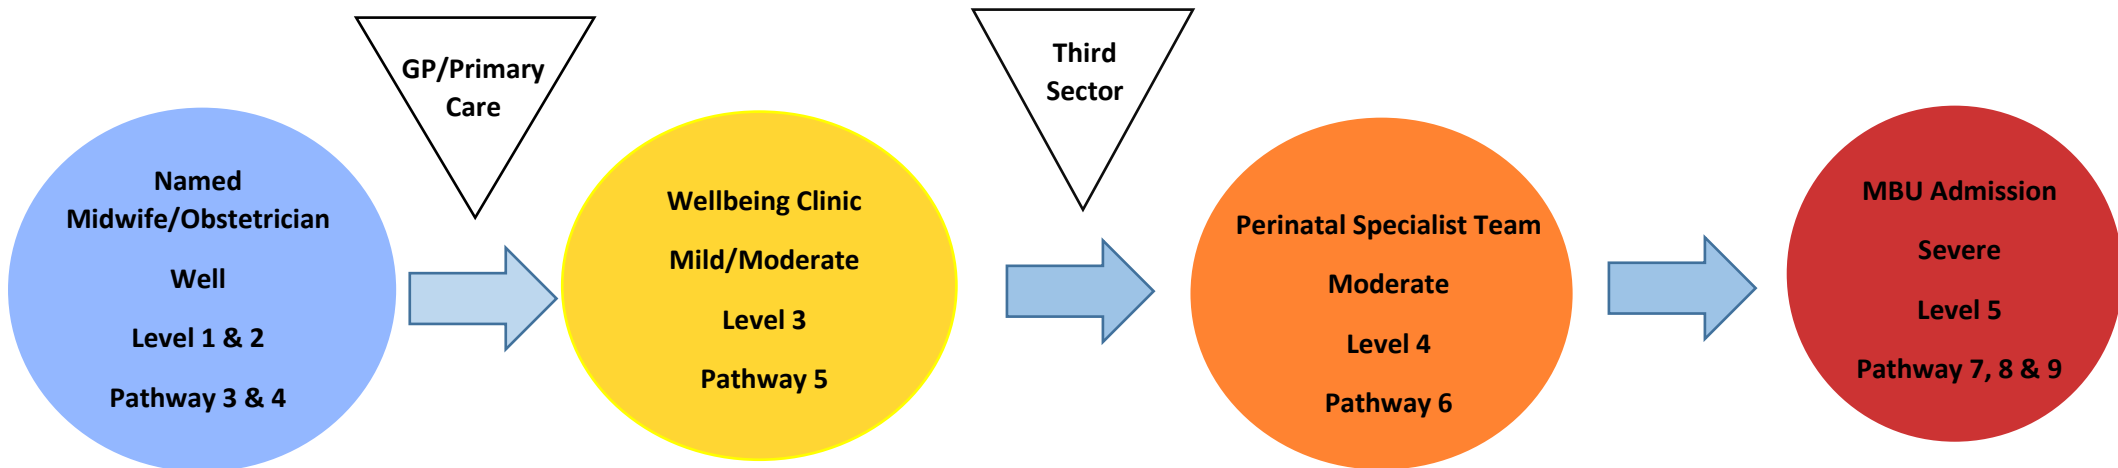 Named
Midwife/Obstetrician
Well
Level 1 & 2
Pathway 3 & 4
GP/Primary
Care
Wellbeing Clinic
Mild/Moderate
Level 3
Pathway 5
Third
Sector
Perinatal Specialist Team
Moderate
Level 4
Pathway 6
MBU Admission
Severe
Level 5
Pathway 7, 8 & 9